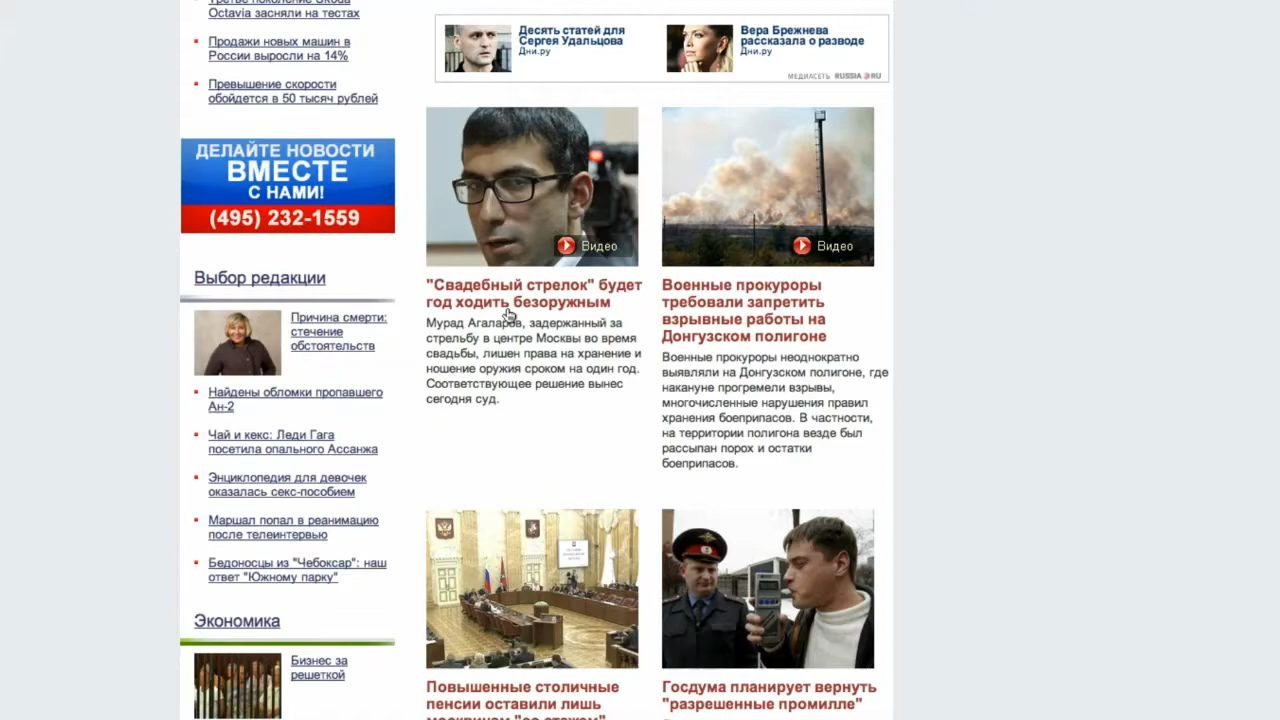 Третье поколение Skoda
Octavia засняли на тестах
Продажи новых машин в
России выросли на 14%
Превышение скорости
обойдется в 50 тысяч рублей
ДЕЛАЙТЕ НОВОСТИ
ВМЕСТЕ
С НАМИ!
(495) 232-1559
Выбор редакции
Причина смерти:
стечение
обстоятельств
Найдены обломки пропавшего
Ан-2
Чай и кекс: Леди Гага
посетила опального Ассанжа
Энциклопедия для девочек
оказалась секс-пособием
Маршал попал в реанимацию
после телеинтервью
Бедоносцы из "Чебоксар": наш
ответ "Южному парку"
Экономика
Бизнес за
решеткой
Десять статей для
Сергея Удальцова
Дни.ру
Вера Брежнева
рассказала о разводе
Дни.ру
МЕДИАСЕТЬ RUSSIA.RU
Видео
"Свадебный стрелок" будет
год ходить безоружным
Мурад Агаларов, задержанный за
стрельбу в центре Москвы во время
свадьбы, лишен права на хранение и
ношение оружия сроком на один год.
Соответствующее решение вынес
сегодня суд.
Видео
Военные прокуроры
требовали запретить
взрывные работы на
Донгузском полигоне
Военные прокуроры неоднократно
выявляли на Донгузском полигоне, где
накануне прогремели взрывы,
многочисленные нарушения правил
хранения боеприпасов. В частности,
на территории полигона везде был
рассыпан порох и остатки
боеприпасов.
Повышенные столичные
пенсии оставили лишь
москвичам "со стажем"
Госдума планирует вернуть
"разрешенные промилле"